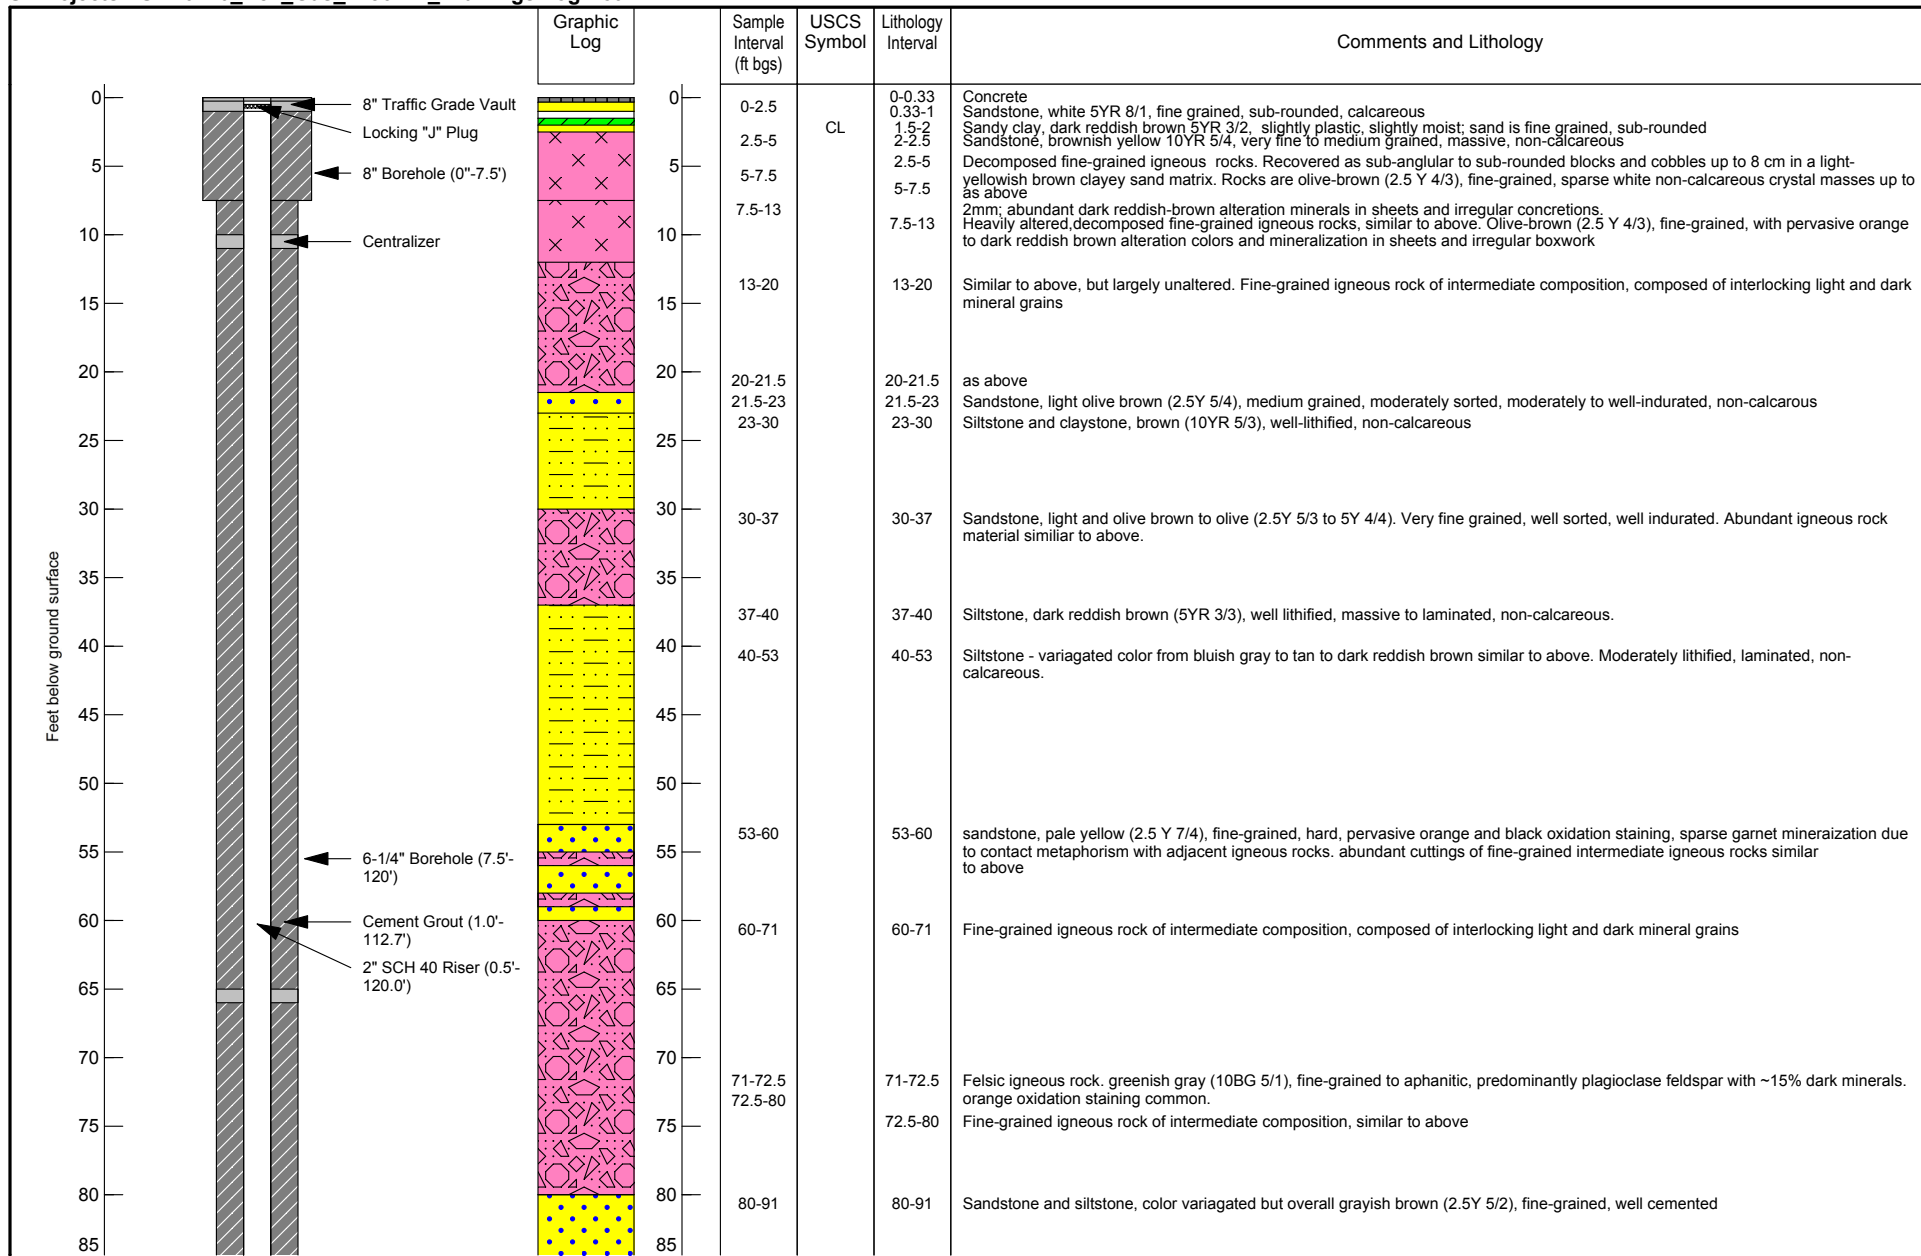 Graphic
Log
Sample
Interval
(ft bgs)
USCS
Symbol
Lithology
Interval
Comments and Lithology
Feet below ground surface
0
5
10
15
20
25
30
35
40
45
50
55
60
65
70
75
80
85
8" Traffic Grade Vault
Locking "J" Plug
8" Borehole (0"-7.5')
Centralizer
6-1/4" Borehole (7.5'-
120')
Cement Grout (1.0'-
112.7')
2" SCH 40 Riser (0.5'-
120.0')
0
5
10
15
20
25
30
35
40
45
50
55
60
65
70
75
80
85
0-2.5
2.5-5
5-7.5
7.5-13
13-20
20-21.5
21.5-23
23-30
30-37
37-40
40-53
53-60
60-71
71-72.5
72.5-80
80-91
CL
0-0.33 Concrete
0.33-1 Sandstone, white 5YR 8/1, fine grained, sub-rounded, calcareous
1.5-2 Sandy clay, dark reddish brown 5YR 3/2, slightly plastic, slightly moist; sand is fine grained, sub-rounded
2-2.5 Sandstone, brownish yellow 10YR 5/4, very fine to medium grained, massive, non-calcareous
2.5-5 Decomposed fine-grained igneous rocks. Recovered as sub-anglular to sub-rounded blocks and cobbles up to 8 cm in a light-
yellowish brown clayey sand matrix. Rocks are olive-brown (2.5 Y 4/3), fine-grained, sparse white non-calcareous crystal masses up to
5-7.5 as above
2mm; abundant dark reddish-brown alteration minerals in sheets and irregular concretions.
7.5-13 Heavily altered,decomposed fine-grained igneous rocks, similar to above. Olive-brown (2.5 Y 4/3), fine-grained, with pervasive orange
to dark reddish brown alteration colors and mineralization in sheets and irregular boxwork
13-20 Similar to above, but largely unaltered. Fine-grained igneous rock of intermediate composition, composed of interlocking light and dark
mineral grains
20-21.5 as above
21.5-23 Sandstone, light olive brown (2.5Y 5/4), medium grained, moderately sorted, moderately to well-indurated, non-calcarous
23-30 Siltstone and claystone, brown (10YR 5/3), well-lithified, non-calcareous
30-37 Sandstone, light and olive brown to olive (2.5Y 5/3 to 5Y 4/4). Very fine grained, well sorted, well indurated. Abundant igneous rock
material similiar to above.
37-40 Siltstone, dark reddish brown (5YR 3/3), well lithified, massive to laminated, non-calcareous.
40-53 Siltstone - variagated color from bluish gray to tan to dark reddish brown similar to above. Moderately lithified, laminated, non-
calcareous.
53-60 sandstone, pale yellow (2.5 Y 7/4), fine-grained, hard, pervasive orange and black oxidation staining, sparse garnet mineraization due
to contact metaphorism with adjacent igneous rocks. abundant cuttings of fine-grained intermediate igneous rocks similar
to above
60-71 Fine-grained igneous rock of intermediate composition, composed of interlocking light and dark mineral grains
71-72.5 Felsic igneous rock. greenish gray (10BG 5/1), fine-grained to aphanitic, predominantly plagioclase feldspar with ~15% dark minerals.
orange oxidation staining common.
72.5-80 Fine-grained igneous rock of intermediate composition, similar to above
80-91 Sandstone and siltstone, color variagated but overall grayish brown (2.5Y 5/2), fine-grained, well cemented